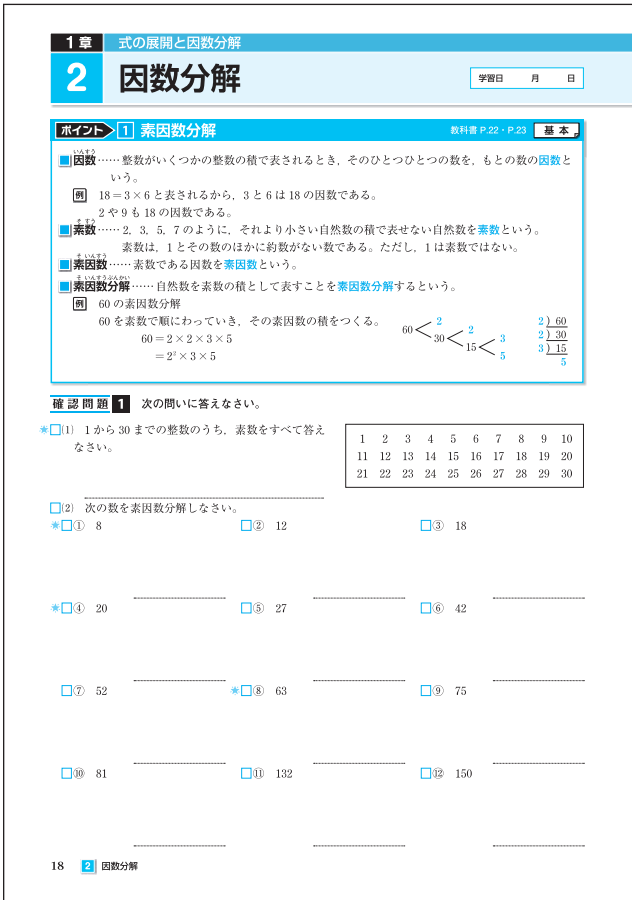 1章 式の展開と因数分解
2 因数分解
学習日 月 日
ポイント 1 素因数分解 教科書 P.22・P.23 基本
いんすう
■因数……整数がいくつかの整数の積で表されるとき，そのひとつひとつの数を，もとの数の因数と
いう。
例 18＝3×6と表されるから，3と6は18の因数である。
2や9も18の因数である。
そすう
■素数……2，3，5，7のように，それより小さい自然数の積で表せない自然数を素数という。
素数は，1とその数のほかに約数がない数である。ただし，1は素数ではない。
そいんすう
■素因数……素数である因数を素因数という。
そいんすうぶんかい
■素因数分解……自然数を素数の積として表すことを素因数分解するという。
例 60の素因数分解
60を素数で順にわっていき，その素因数の積をつくる。
60＝2×2×3×5
＝2²×3×5
60 2
30 2
15 3
5
2) 60
2) 30
3) 15
5
確認問題 1 次の問いに答えなさい。
★□(1) 1から30までの整数のうち，素数をすべて答え
なさい。
1 2 3 4 5 6 7 8 9 10
11 12 13 14 15 16 17 18 19 20
21 22 23 24 25 26 27 28 29 30
□(2) 次の数を素因数分解しなさい。
★□① 8 □② 12 □③ 18
★□④ 20 □⑤ 27 □⑥ 42
□⑦ 52 ★□⑧ 63 □⑨ 75
□⑩ 81 □⑪ 132 □⑫ 150
18 2 因数分解